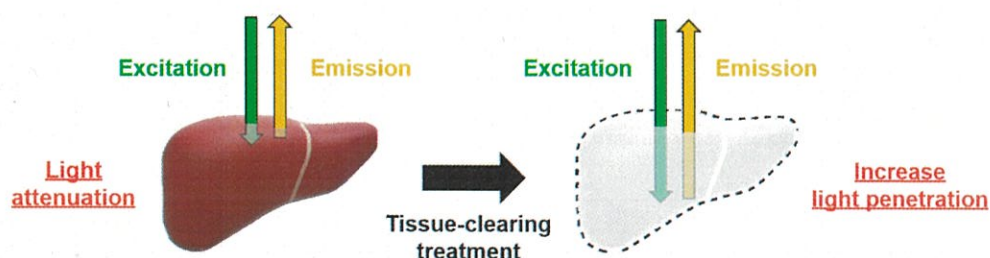 Excitation Emission
Excitation Emission
Light
attenuation
Tissue-clearing
treatment
Increase
light penetration